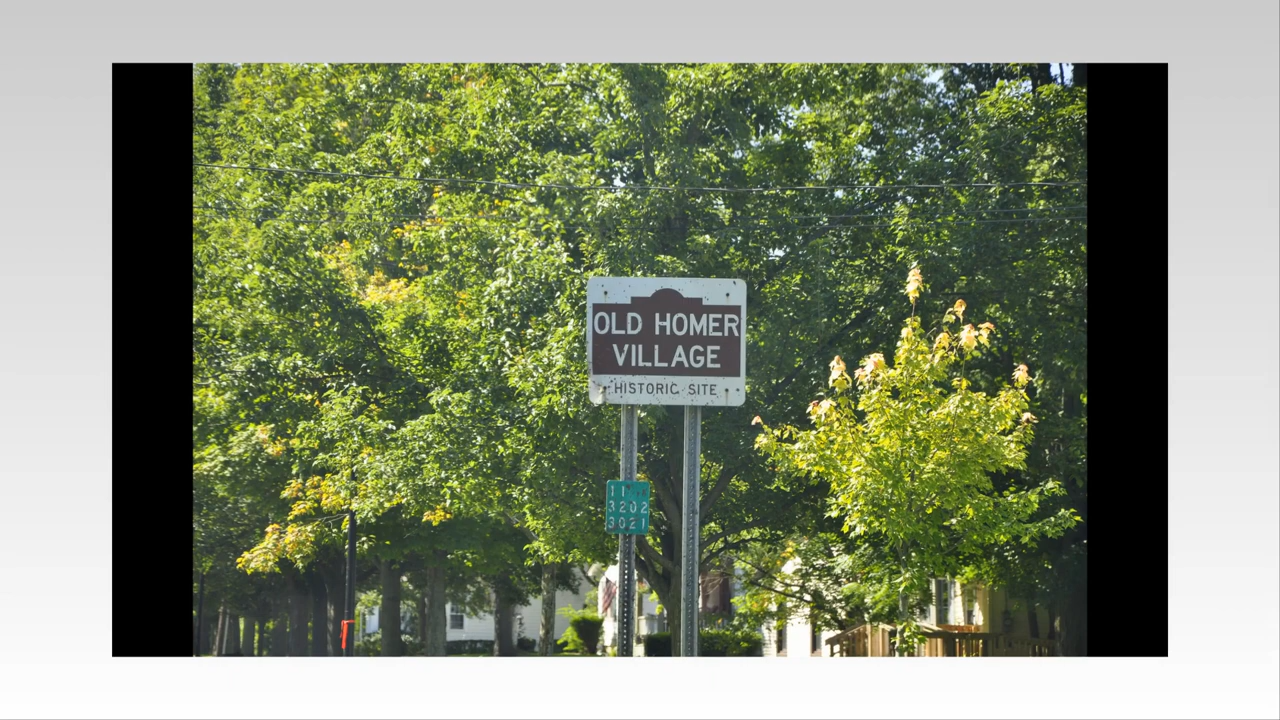 OLD HOMER
VILLAGE
HISTORIC SITE
11
3202
3021